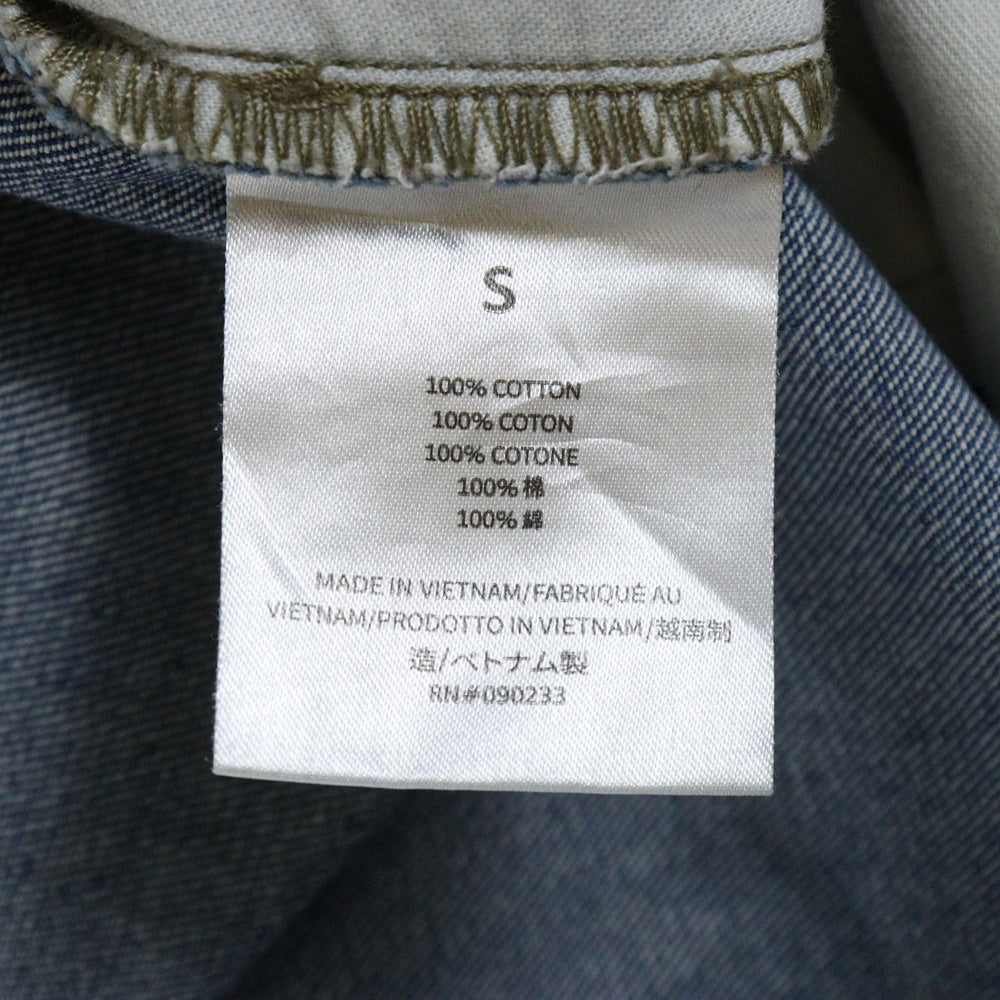 S
100% COTTON
100% COTON
100% COTONE
100% 棉
100% 綿
MADE IN VIETNAM/FABRIQUÉ AU
VIETNAM/PRODOTTO IN VIETNAM/越南制
造/ベトナム製
RN#090233